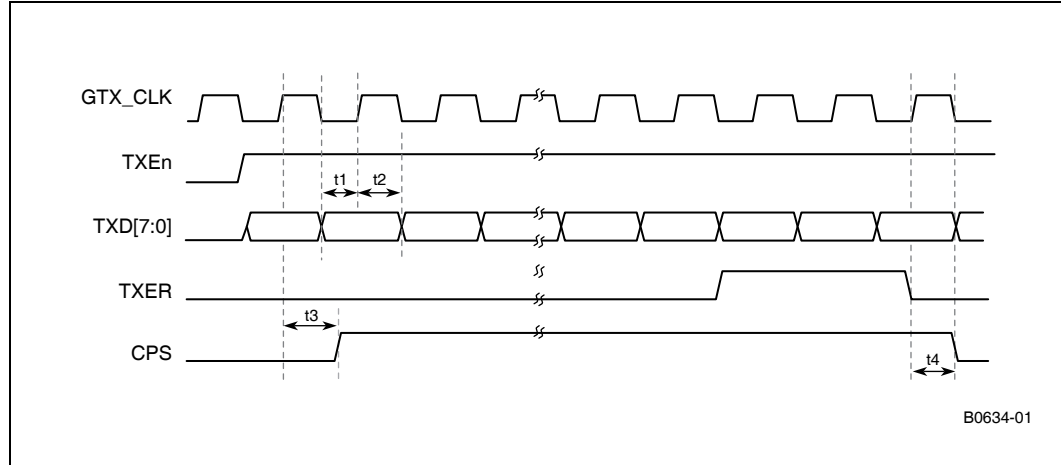 GTX_CLK
TXEn
t1 t2
TXD[7:0]
TXER
t3
CPS
t4
B0634-01